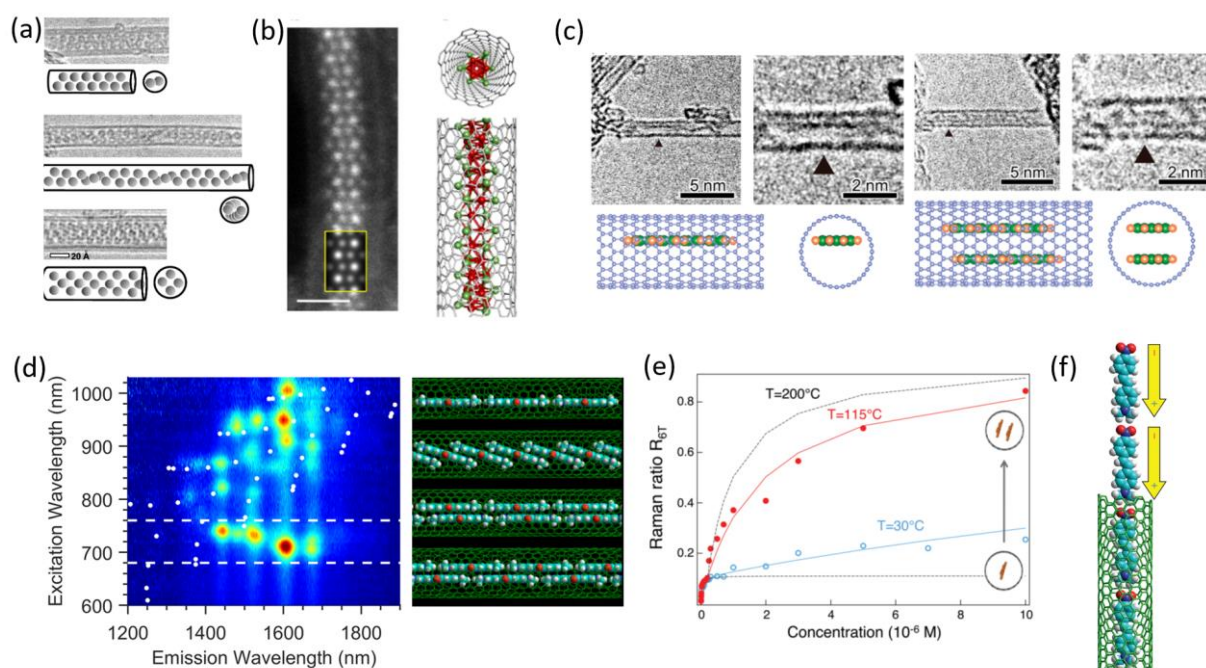 (a)
20 Å
(b)
(c)
5 nm
2 nm
5 nm
2 nm
(d)
Excitation Wavelength (nm)
1000
900
800
700
600
1200
1400
1600
1800
Emission Wavelength (nm)
(e)
Raman ratio R6T
0.8
0.6
0.4
0.2
T=200°C
T=115°C
T=30°C
0
2
4
6
8
10
Concentration (10⁻⁶ M)
(f)
-
+
-
+